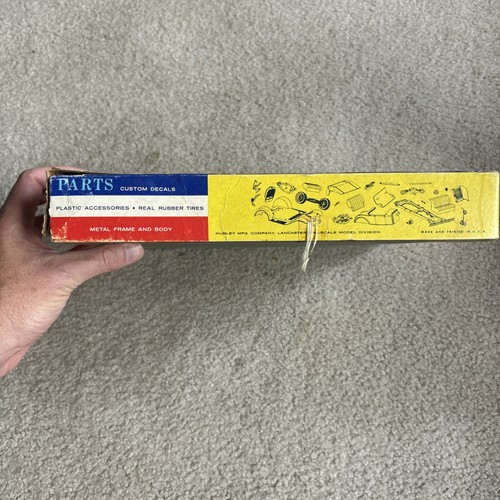 PARTS CUSTOM DECALS
PLASTIC ACCESSORIES • REAL RUBBER TIRES
METAL FRAME AND BODY
HUBLEY MFG. COMPANY, LANCASTER SCALE MODEL DIVISION
MADE AND PRINTED IN U.S.A.